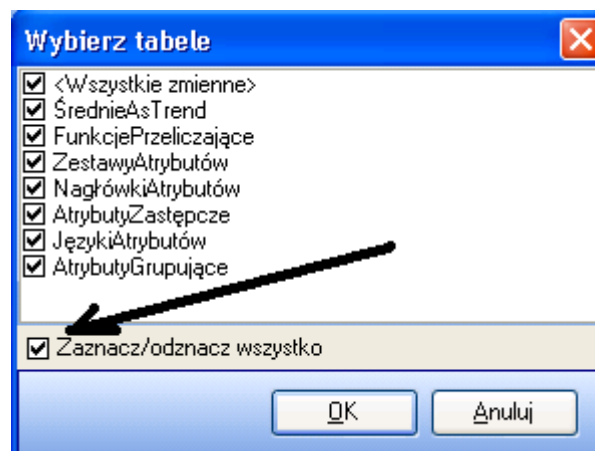 Wybierz tabele
<Wszystkie zmienne>
ŚrednieAsTrend
FunkcjePrzeliczające
ZestawyAtrybutów
NagłówkiAtrybutów
AtrybutyZastępcze
JęzykiAtrybutów
AtrybutyGrupujące
Zaznacz/odznacz wszystko
OK Anuluj